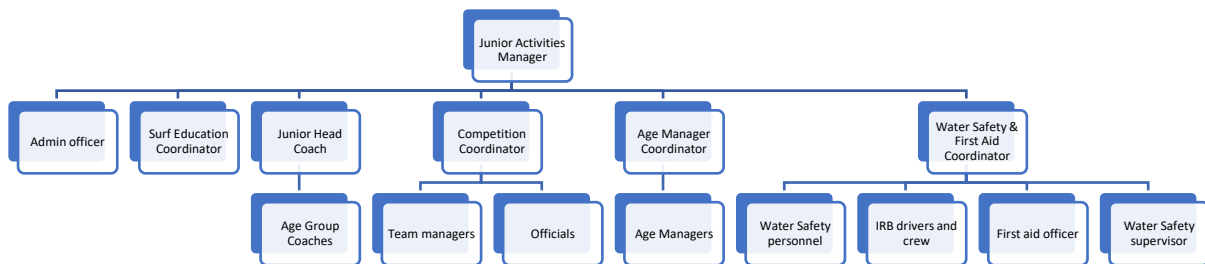 Junior Activities
Manager
Admin officer
Surf Education
Coordinator
Junior Head
Coach
Competition
Coordinator
Age Manager
Coordinator
Water Safety &
First Aid
Coordinator
Age Group
Coaches
Team managers
Officials
Age Managers
Water Safety
personnel
IRB drivers and
crew
First aid officer
Water Safety
supervisor